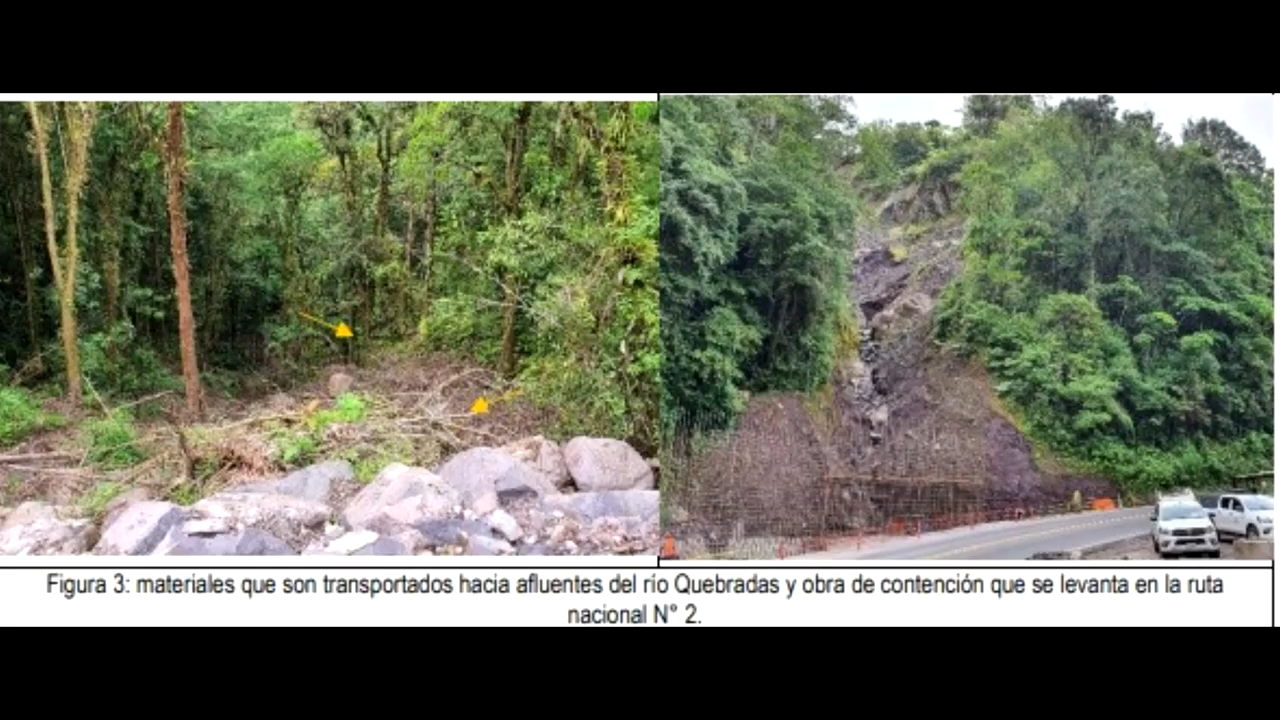 Figura 3: materiales que son transportados hacia afluentes del río Quebradas y obra de contención que se levanta en la ruta
nacional N° 2.